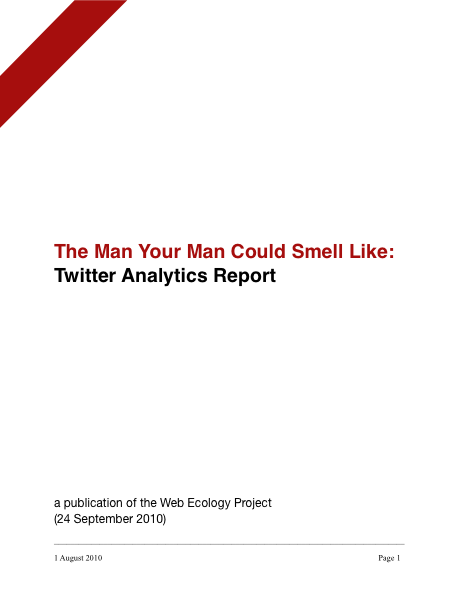 The Man Your Man Could Smell Like:
Twitter Analytics Report
a publication of the Web Ecology Project
(24 September 2010)
1 August 2010 Page 1